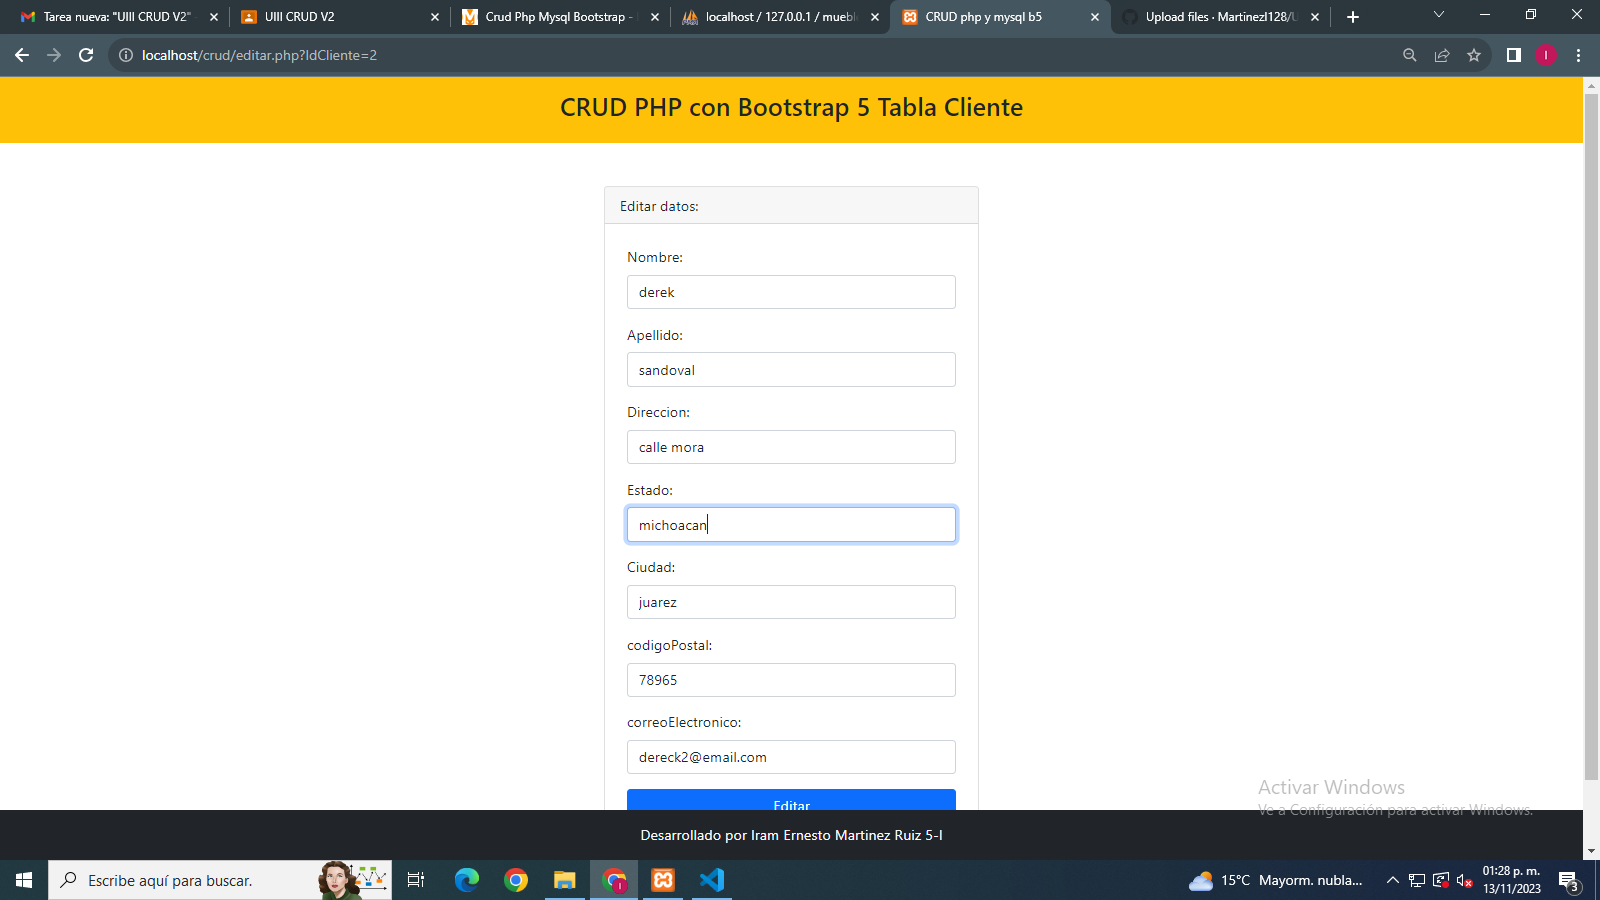 Tarea nueva: "UIII CRUD V2"
UIII CRUD V2
Crud Php Mysql Bootstrap -
localhost / 127.0.0.1 / muebl
CRUD php y mysql b5
Upload files · Martinezl128/U
localhost/crud/editar.php?IdCliente=2
I
CRUD PHP con Bootstrap 5 Tabla Cliente
Editar datos:
Nombre:
derek
Apellido:
sandoval
Direccion:
calle mora
Estado:
michoacan
Ciudad:
juarez
codigoPostal:
78965
correoElectronico:
dereck2@email.com
Editar
Activar Windows
Ve a Configuración para activar Windows.
Desarrollado por Iram Ernesto Martinez Ruiz 5-I
Escribe aquí para buscar.
15°C Mayorm. nubla...
01:28 p. m.
13/11/2023
3